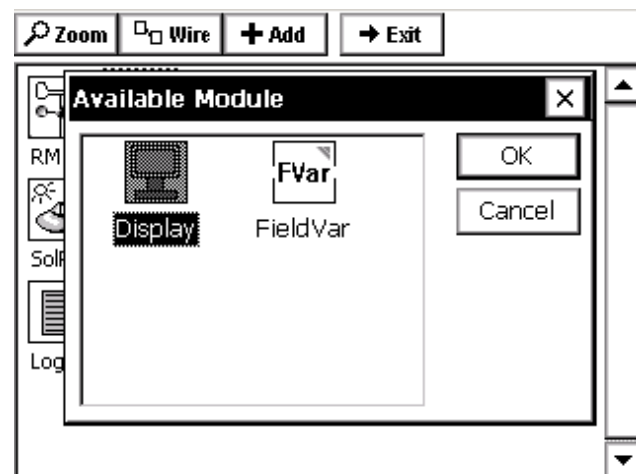 Zoom Wire Add Exit
Available Module
RM
OK
FVar
Cancel
Display FieldVar
Sol
Log